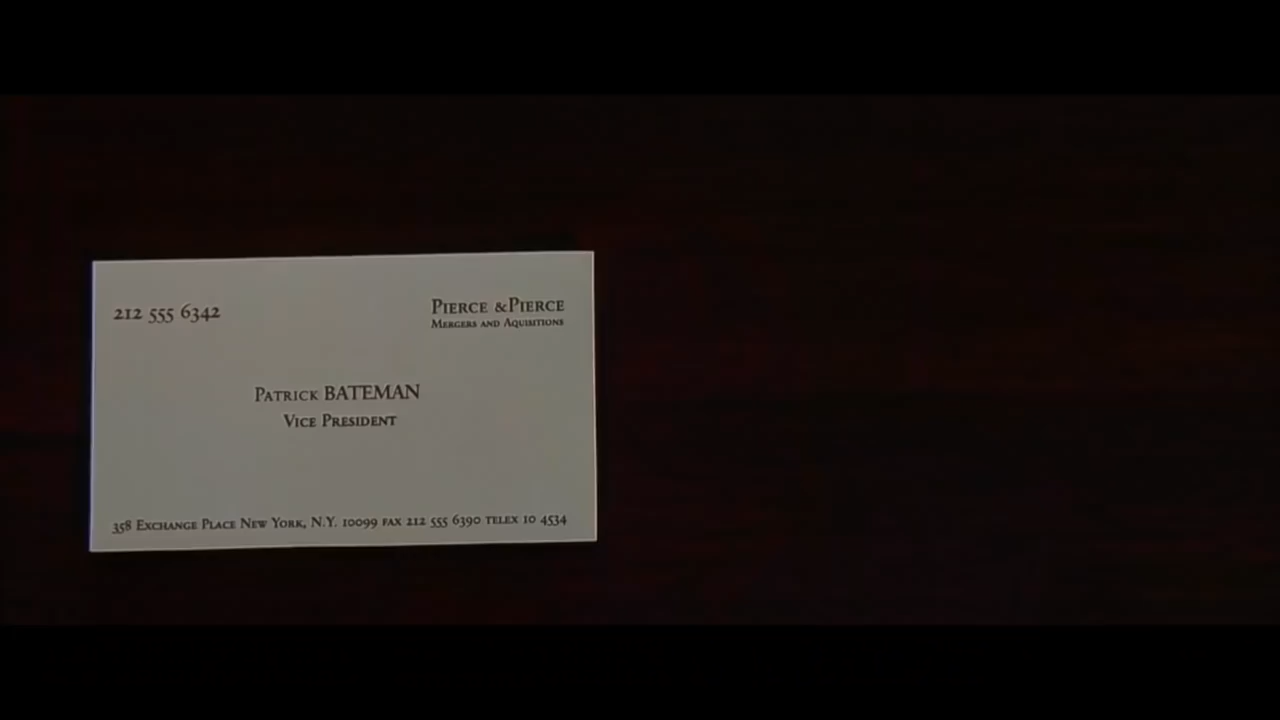 212 555 6342
PIERCE &PIERCE
MERGERS AND AQUISITIONS
PATRICK BATEMAN
VICE PRESIDENT
358 EXCHANGE PLACE NEW YORK, N.Y. 10099 FAX 212 555 6390 TELEX 10 4534